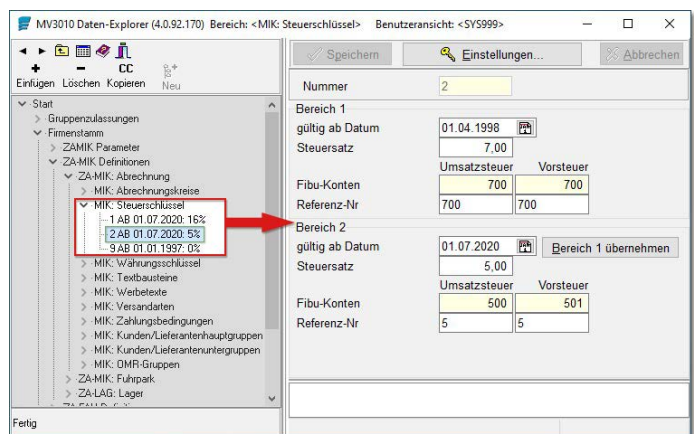 MV3010 Daten-Explorer (4.0.92.170) Bereich: <MIK: Steuerschlüssel> Benutzeransicht: <SYS999>
CC
Einfügen Löschen Kopieren Neu
Start
Gruppenzulassungen
Firmenstamm
ZAMIK Parameter
ZA-MIK Definitionen
ZA-MIK: Abrechnung
MIK: Abrechnungskreise
MIK: Steuerschlüssel
1 AB 01.07.2020: 16%
2 AB 01.07.2020: 5%
9 AB 01.01.1997: 0%
MIK: Währungsschlüssel
MIK: Textbausteine
MIK: Werbetexte
MIK: Versandarten
MIK: Zahlungsbedingungen
MIK: Kunden/Lieferantenhauptgruppen
MIK: Kunden/Lieferantenuntergruppen
MIK: OMR-Gruppen
ZA-MIK: Fuhrpark
ZA-LAG: Lager
Fertig
Speichern Einstellungen... Abbrechen
Nummer 2
Bereich 1
gültig ab Datum 01.04.1998
Steuersatz 7,00
Umsatzsteuer Vorsteuer
Fibu-Konten 700 700
Referenz-Nr 700 700
Bereich 2
gültig ab Datum 01.07.2020 Bereich 1 übernehmen
Steuersatz 5,00
Umsatzsteuer Vorsteuer
Fibu-Konten 500 501
Referenz-Nr 5 5